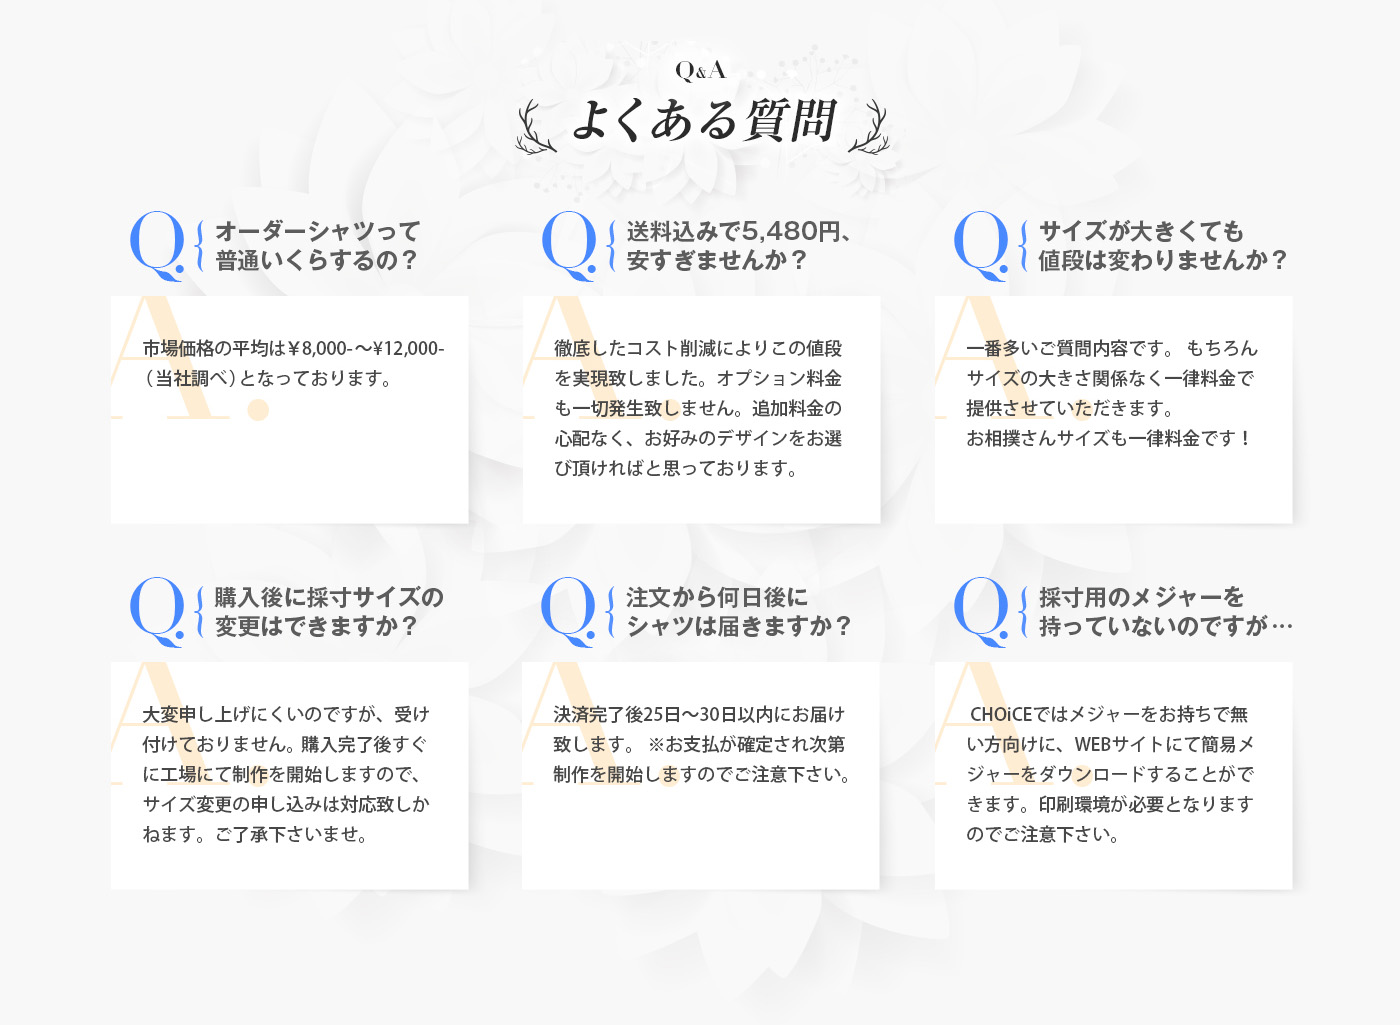 Q&A
よくある質問
Q.
オーダーシャツって
普通いくらするの？
A.
市場価格の平均は￥8,000-～¥12,000-
（当社調べ）となっております。
Q.
送料込みで5,480円、
安すぎませんか？
A.
徹底したコスト削減によりこの値段
を実現致しました。オプション料金
も一切発生致しません。追加料金の
心配なく、お好みのデザインをお選
び頂ければと思っております。
Q.
サイズが大きくても
値段は変わりませんか？
A.
一番多いご質問内容です。 もちろん
サイズの大きさ関係なく一律料金で
提供させていただきます。
お相撲さんサイズも一律料金です！
Q.
購入後に採寸サイズの
変更はできますか？
A.
大変申し上げにくいのですが、受け
付けておりません。購入完了後すぐ
に工場にて制作を開始しますので、
サイズ変更の申し込みは対応致しか
ねます。ご了承下さいませ。
Q.
注文から何日後に
シャツは届きますか？
A.
決済完了後25日～30日以内にお届け
致します。 ※お支払が確定され次第
制作を開始しますのでご注意下さい。
Q.
採寸用のメジャーを
持っていないのですが…
A.
CHOiCEではメジャーをお持ちで無
い方向けに、WEBサイトにて簡易メ
ジャーをダウンロードすることがで
きます。印刷環境が必要となります
のでご注意下さい。